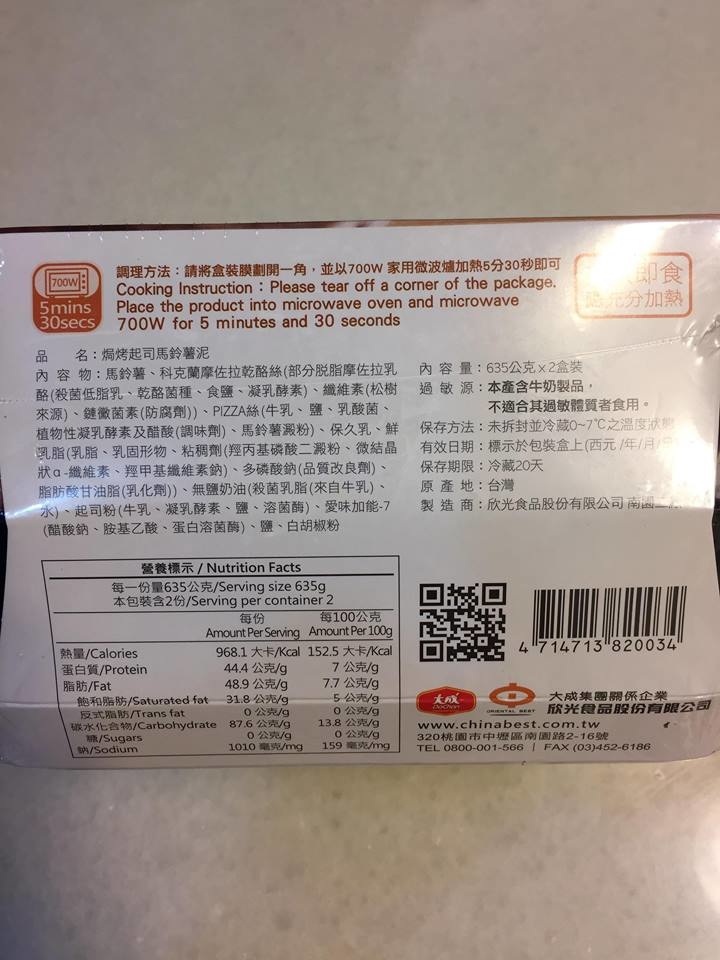 700W
5mins
30secs
調理方法：請將盒裝膜劃開一角，並以700W 家用微波爐加熱5分30秒即可
Cooking Instruction：Please tear off a corner of the package.
Place the product into microwave oven and microwave
700W for 5 minutes and 30 seconds
即食
充分加熱
品　　名：焗烤起司馬鈴薯泥
內 容 物：馬鈴薯、科克蘭摩佐拉乾酪絲(部分脫脂摩佐拉乳
酪(殺菌低脂乳、乾酪菌種、食鹽、凝乳酵素)、纖維素(松樹
來源)、鏈黴菌素(防腐劑))、PIZZA絲(牛乳、鹽、乳酸菌、
植物性凝乳酵素及醋酸(調味劑)、馬鈴薯澱粉)、保久乳、鮮
乳脂(乳脂、乳固形物、粘稠劑(羥丙基磷酸二澱粉、微結晶
狀α-纖維素、羥甲基纖維素鈉)、多磷酸鈉(品質改良劑)、
脂肪酸甘油脂(乳化劑))、無鹽奶油(殺菌乳脂(來自牛乳)、
水)、起司粉(牛乳、凝乳酵素、鹽、溶菌酶)、愛味加能-7
(醋酸鈉、胺基乙酸、蛋白溶菌酶)、鹽、白胡椒粉
內 容 量：635公克x2盒裝
過 敏 源：本產含牛奶製品，
不適合其過敏體質者食用。
保存方法：未拆封並冷藏0~7℃之溫度狀態
有效日期：標示於包裝盒上(西元/年/月/
保存期限：冷藏20天
原 產 地：台灣
製 造 商：欣光食品股份有限公司 南園二
營養標示 / Nutrition Facts
每一份量635公克/Serving size 635g
本包裝含2份/Serving per container 2
每份 每100公克
Amount Per Serving Amount Per 100g
熱量/Calories 968.1 大卡/Kcal 152.5 大卡/Kcal
蛋白質/Protein 44.4 公克/g 7 公克/g
脂肪/Fat 48.9 公克/g 7.7 公克/g
飽和脂肪/Saturated fat 31.8 公克/g 5 公克/g
反式脂肪/Trans fat 0 公克/g 0 公克/g
碳水化合物/Carbohydrate 87.6 公克/g 13.8 公克/g
糖/Sugars 0 公克/g 0 公克/g
鈉/Sodium 1010 毫克/mg 159 毫克/mg
4 714713 820034
大成
DaChan
ORIENTAL BEST
大成集團關係企業
欣光食品股份有限公司
www.chinabest.com.tw
320桃園市中壢區南園路2-16號
TEL 0800-001-566 | FAX (03)452-6186